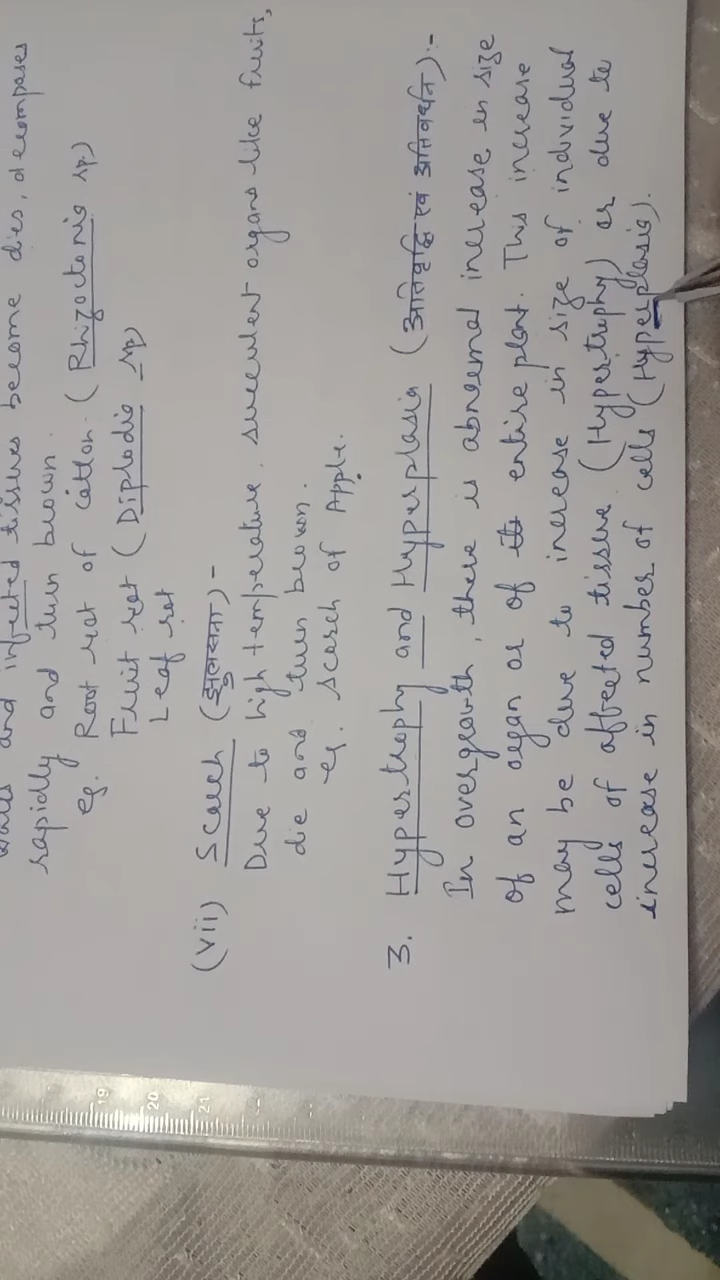 and infected tissues become dies, decomposes
rapidly and turn brown.
eg. Root rot of cotton. (Rhizoctonia sp.)
Fruit rot (Diplodia sp)
Leaf rot
(vii) Scorch (झुलसना) -
Due to high temperature, succulent organs like fruits,
die and turn brown.
eg. scorch of Apple.
3. Hypertrophy and Hyperplasia (अतिवृद्धि एवं अतिवर्धन) :-
In overgrowth, there is abnormal increase in size
of an organ or of its entire plant. This increase
may be due to increase in size of individual
cells of affected tissue (Hypertrophy) or due to
increase in number of cells (Hyperplasia).
19
20
21